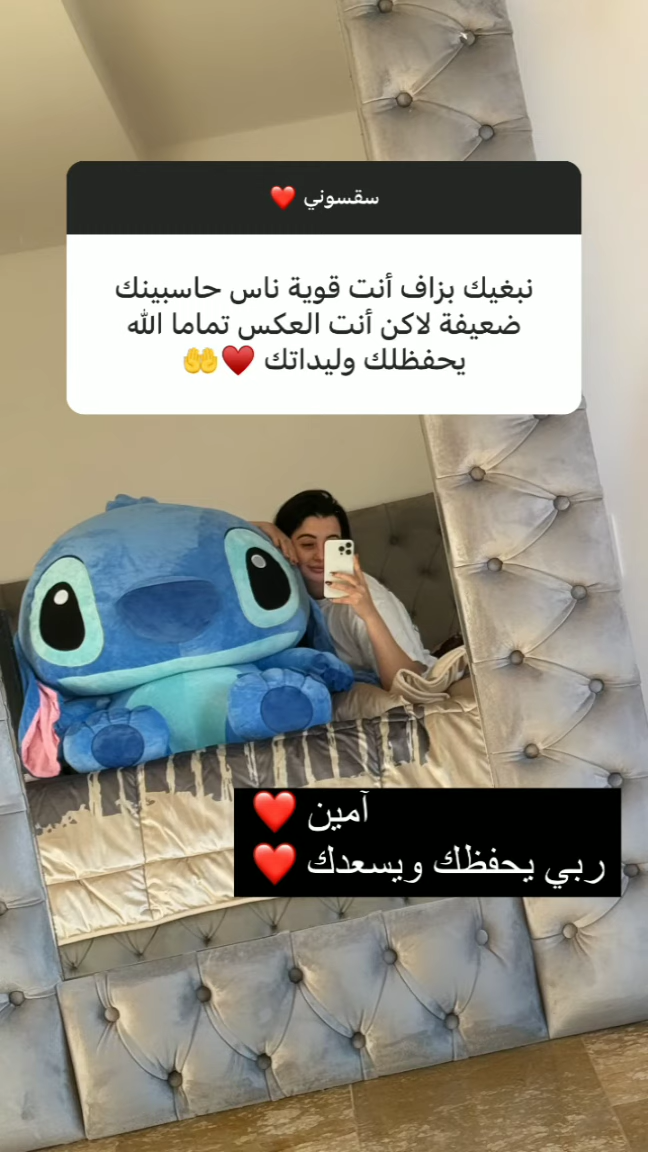 سقسوني ❤️
نبغيك بزاف أنت قوية ناس حاسبينك
ضعيفة لاكن أنت العكس تماما الله
يحفظلك وليداتك ♥️🤲
آمين ❤️
ربي يحفظك ويسعدك ❤️